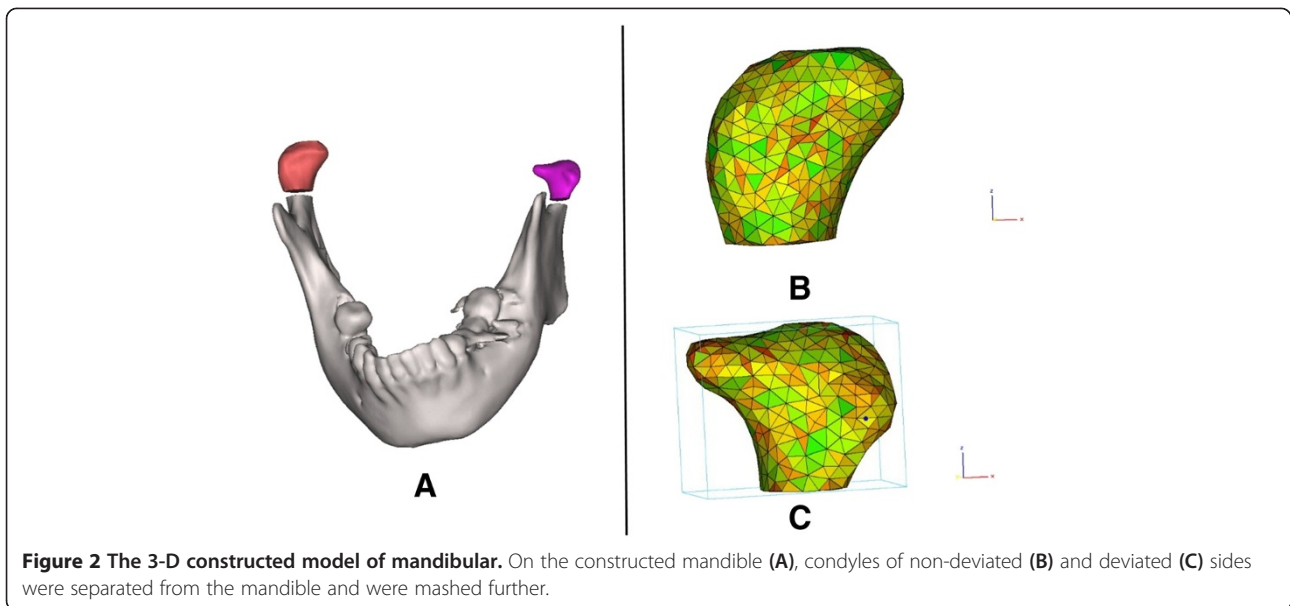 A
B
C
z
x
z
x
Figure 2 The 3-D constructed model of mandibular. On the constructed mandible (A), condyles of non-deviated (B) and deviated (C) sides
were separated from the mandible and were mashed further.